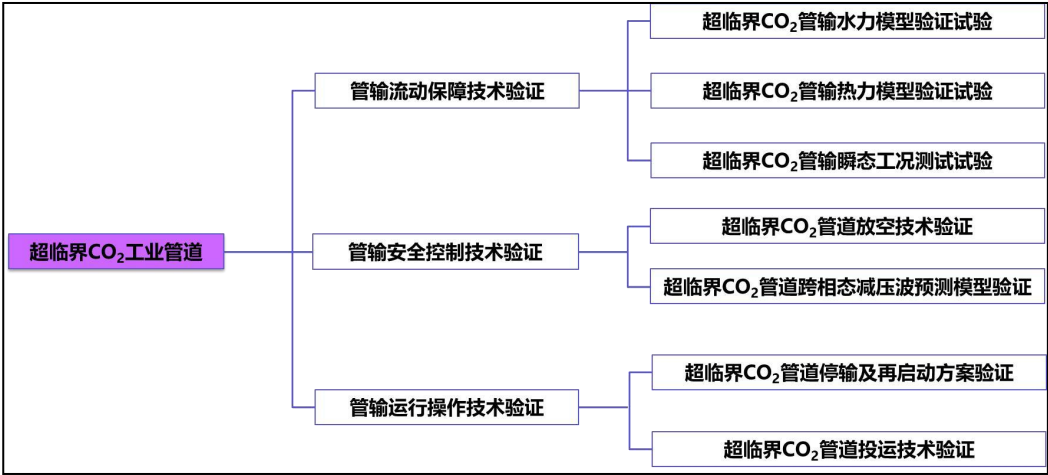 超临界CO₂工业管道
管输流动保障技术验证
超临界CO₂管输水力模型验证试验
超临界CO₂管输热力模型验证试验
超临界CO₂管输瞬态工况测试试验
管输安全控制技术验证
超临界CO₂管道放空技术验证
超临界CO₂管道跨相态减压波预测模型验证
管输运行操作技术验证
超临界CO₂管道停输及再启动方案验证
超临界CO₂管道投运技术验证